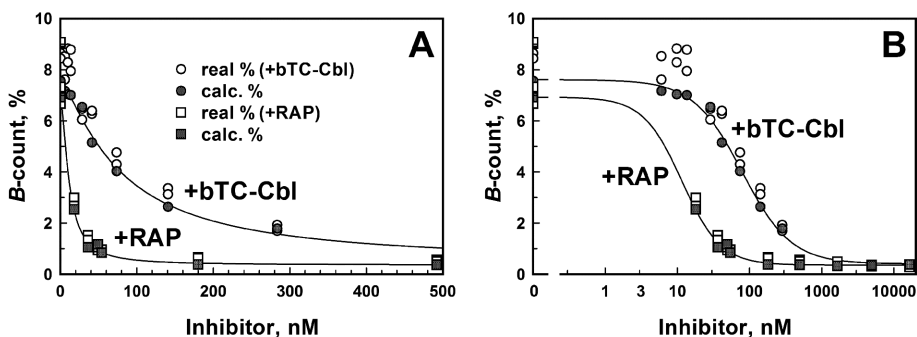 A
B
real % (+bTC-Cbl)
calc. %
real % (+RAP)
calc. %
+bTC-Cbl
+RAP
B-count, %
10
8
6
4
2
0
0 100 200 300 400 500
Inhibitor, nM
+bTC-Cbl
+RAP
B-count, %
10
8
6
4
2
0
0 1 3 10 100 1000 10000
Inhibitor, nM